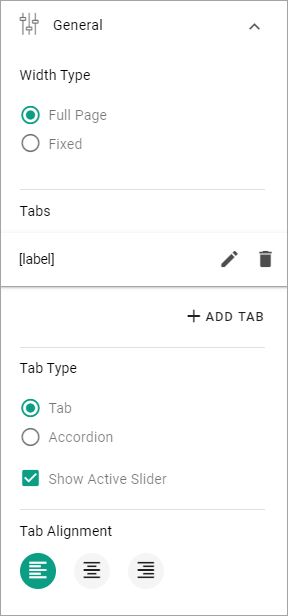 General
Width Type
Full Page
Fixed
Tabs
[label]
ADD TAB
Tab Type
Tab
Accordion
Show Active Slider
Tab Alignment